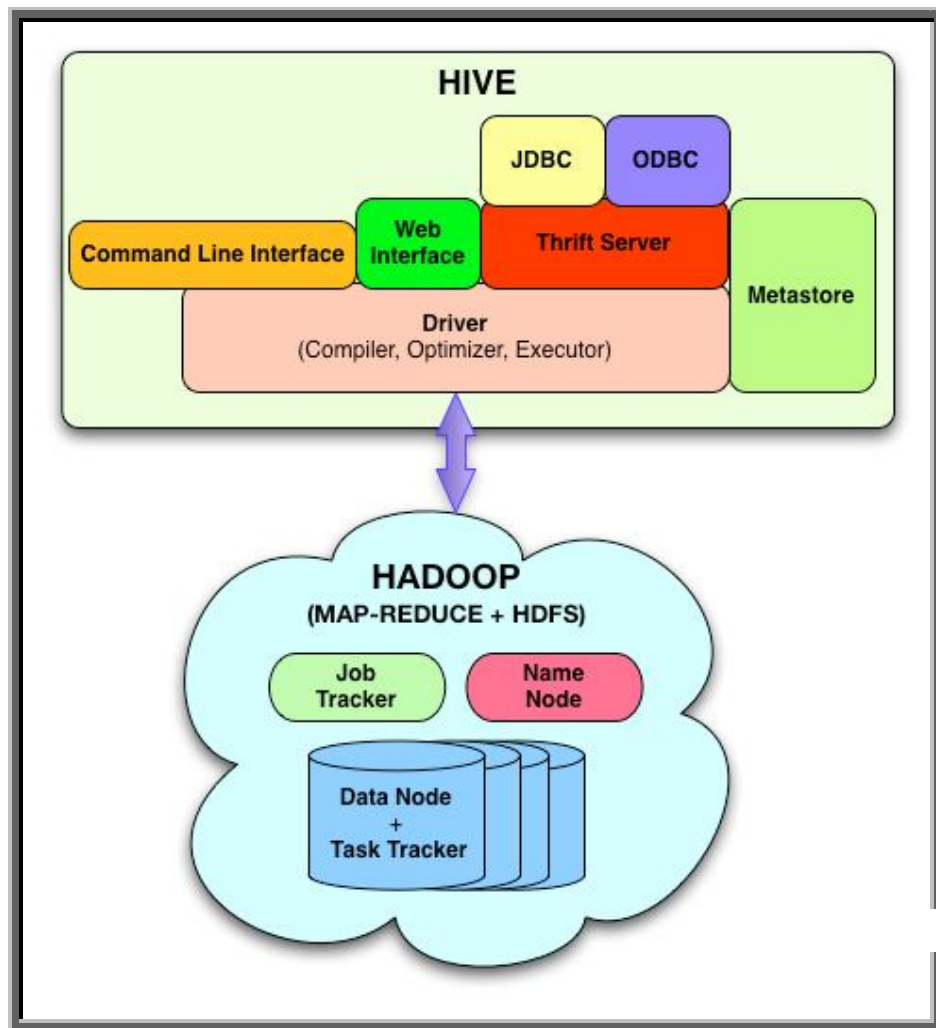 HIVE
JDBC
ODBC
Command Line Interface
Web
Interface
Thrift Server
Metastore
Driver
(Compiler, Optimizer, Executor)
HADOOP
(MAP-REDUCE + HDFS)
Job
Tracker
Name
Node
Data Node
+
Task Tracker